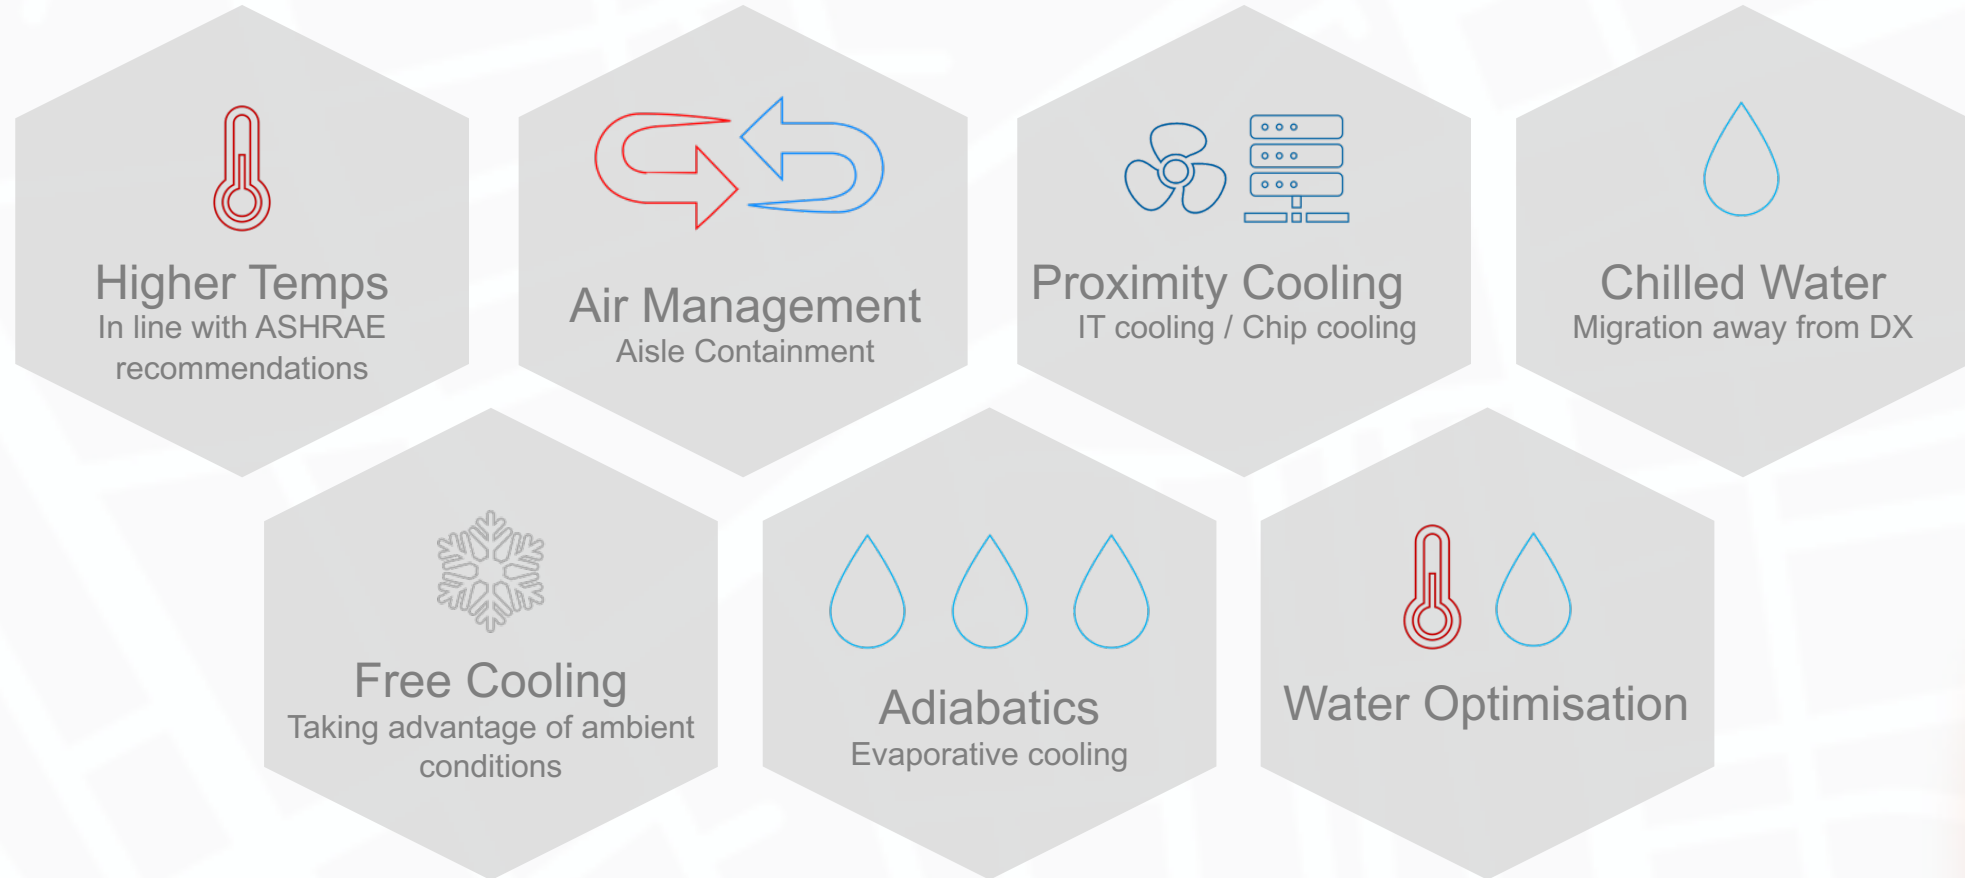 Higher Temps
In line with ASHRAE
recommendations
Air Management
Aisle Containment
Proximity Cooling
IT cooling / Chip cooling
Chilled Water
Migration away from DX
Free Cooling
Taking advantage of ambient
conditions
Adiabatics
Evaporative cooling
Water Optimisation